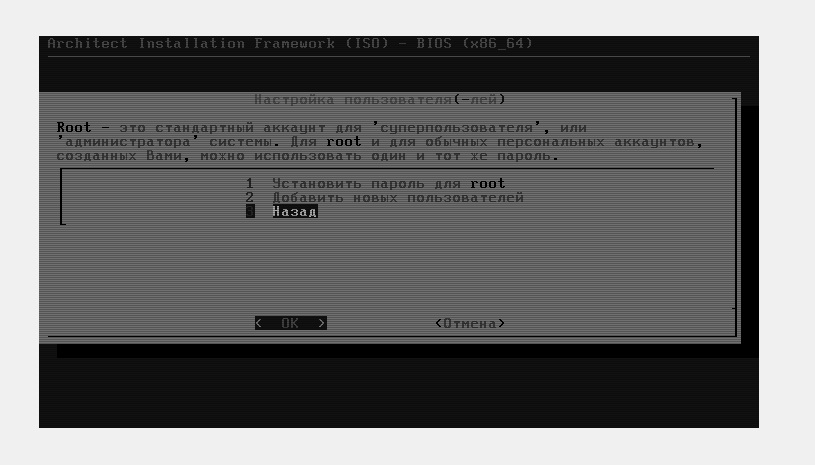 Architect Installation Framework (ISO) - BIOS (x86_64)
Настройка пользователя(-лей)
Root - это стандартный аккаунт для 'суперпользователя', или
'администратора' системы. Для root и для обычных персональных аккаунтов,
созданных Вами, можно использовать один и тот же пароль.
1 Установить пароль для root
2 Добавить новых пользователей
3 Назад
< OK > <Отмена>